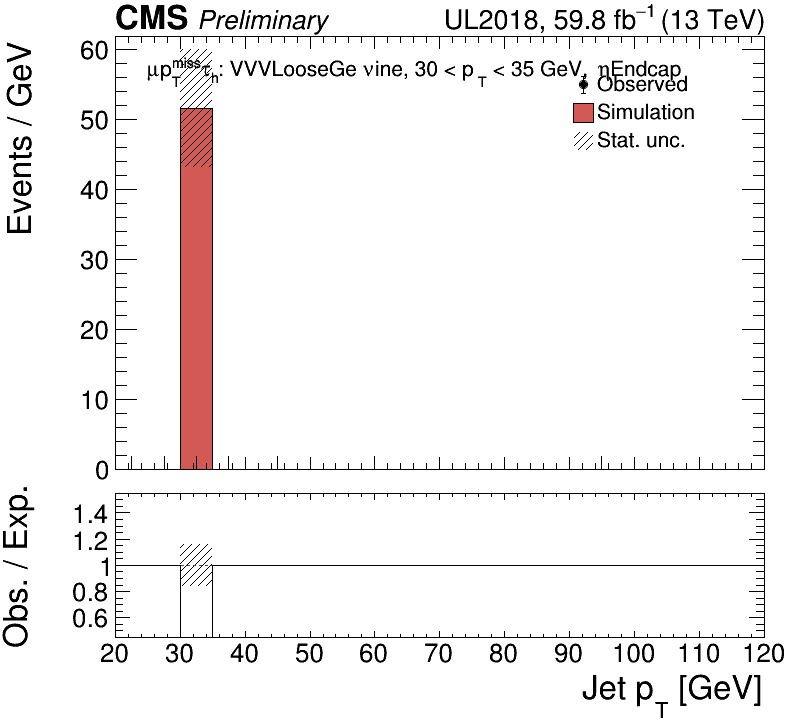 CMS Preliminary UL2018, 59.8 fb⁻¹ (13 TeV)
Events / GeV
60
50
40
30
20
10
0
μp_T^miss τ_h: VVVLooseGe νine, 30 < p_T < 35 GeV, ηEndcap
Observed
Simulation
Stat. unc.
Obs. / Exp.
1.4
1.2
1
0.8
0.6
20 30 40 50 60 70 80 90 100 110 120
Jet p_T [GeV]